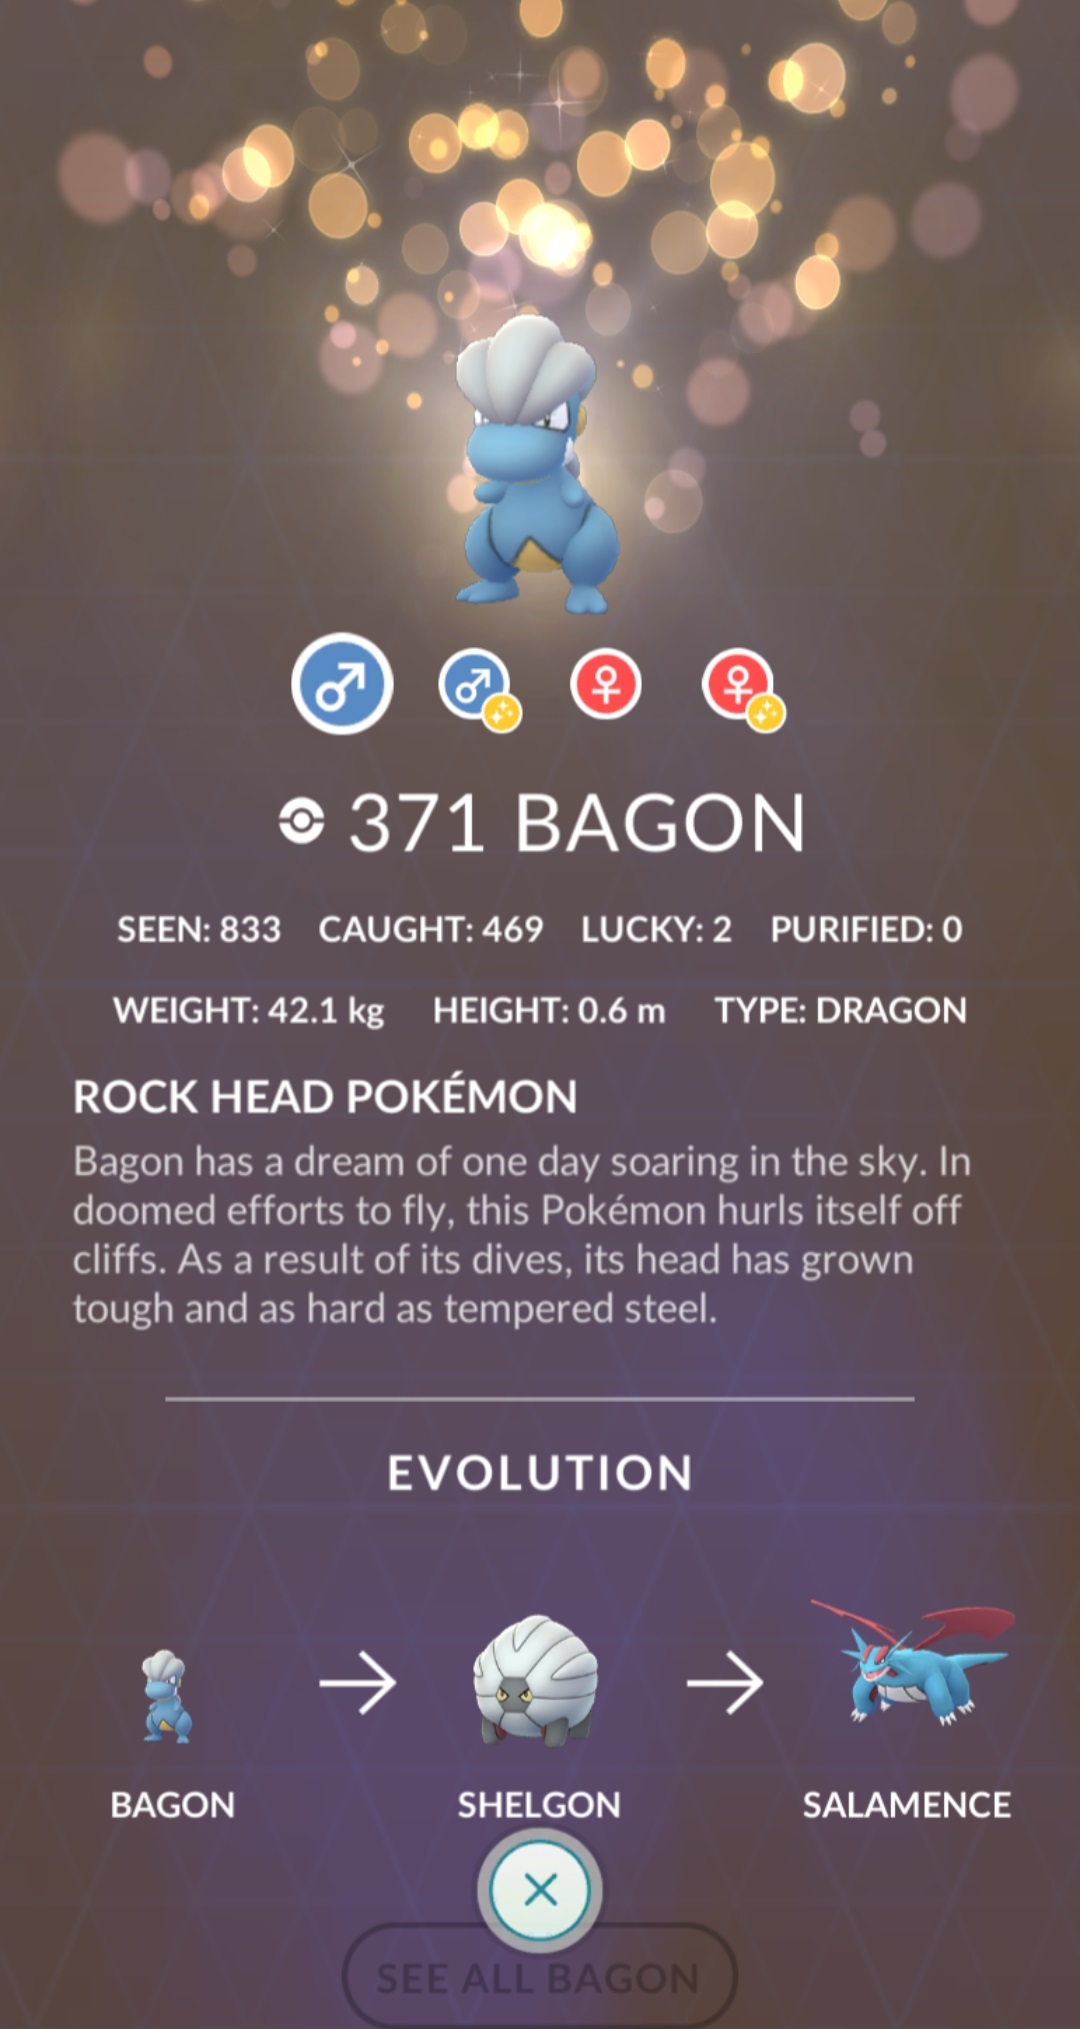 371 BAGON
SEEN: 833 CAUGHT: 469 LUCKY: 2 PURIFIED: 0
WEIGHT: 42.1 kg HEIGHT: 0.6 m TYPE: DRAGON
ROCK HEAD POKÉMON
Bagon has a dream of one day soaring in the sky. In
doomed efforts to fly, this Pokémon hurls itself off
cliffs. As a result of its dives, its head has grown
tough and as hard as tempered steel.
EVOLUTION
BAGON SHELGON SALAMENCE
SEE ALL BAGON